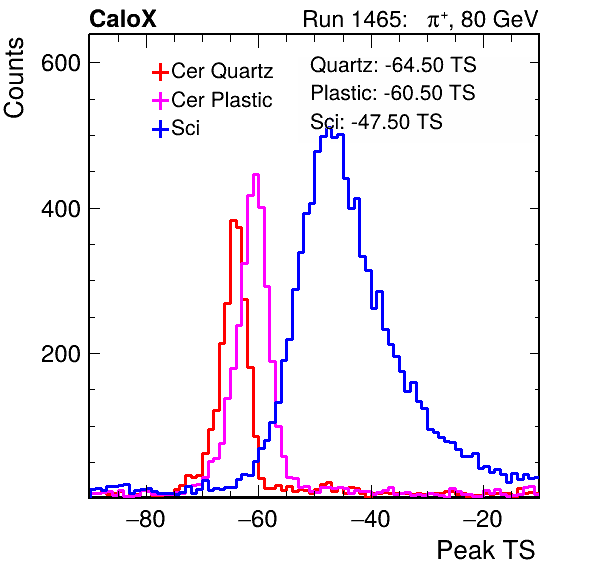 CaloX Run 1465: π⁺, 80 GeV
Counts
600
400
200
Cer Quartz
Cer Plastic
Sci
Quartz: -64.50 TS
Plastic: -60.50 TS
Sci: -47.50 TS
−80 −60 −40 −20
Peak TS